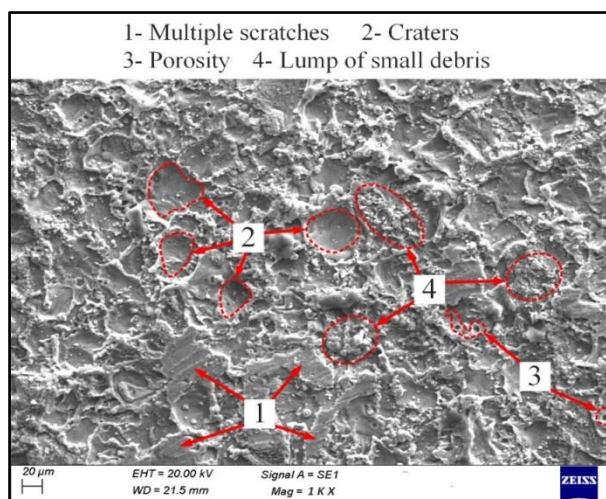 1- Multiple scratches 2- Craters
3- Porosity 4- Lump of small debris
2
4
3
1
20 µm EHT = 20.00 kV Signal A = SE1 ZEISS
WD = 21.5 mm Mag = 1 K X